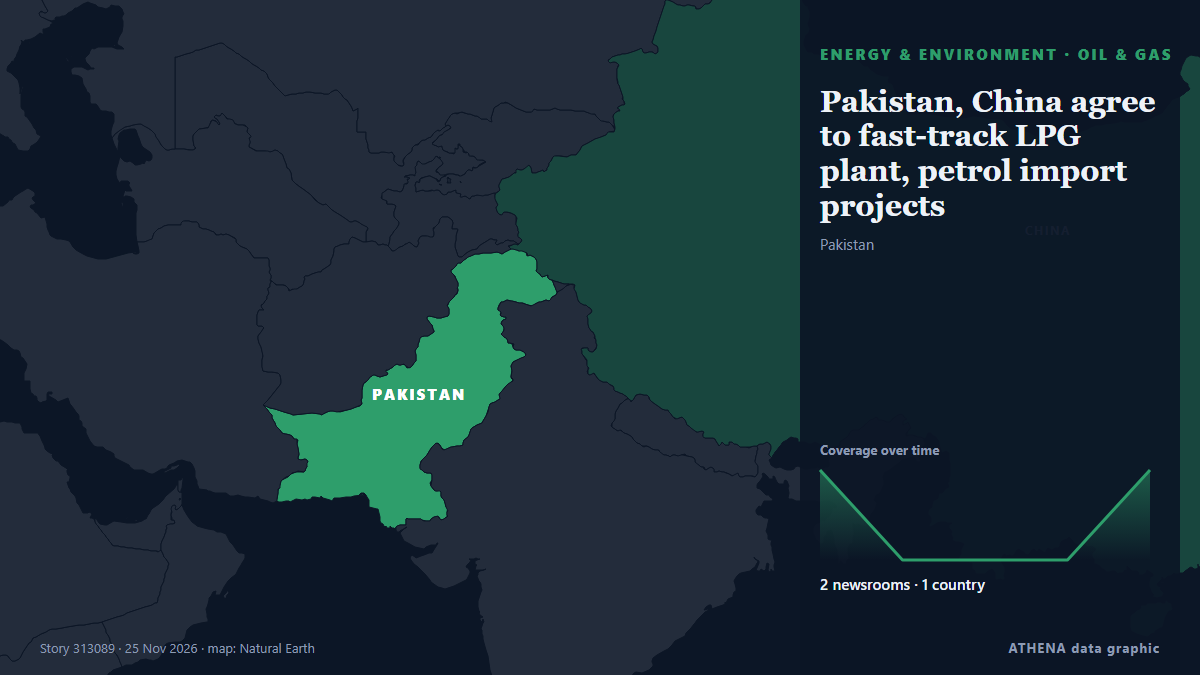 ENERGY & ENVIRONMENT · OIL & GAS
Pakistan, China agree
to fast-track LPG
plant, petrol import
projects
CHINA
Pakistan
PAKISTAN
Coverage over time
2 newsrooms · 1 country
Story 313089 · 25 Nov 2026 · map: Natural Earth
ATHENA data graphic